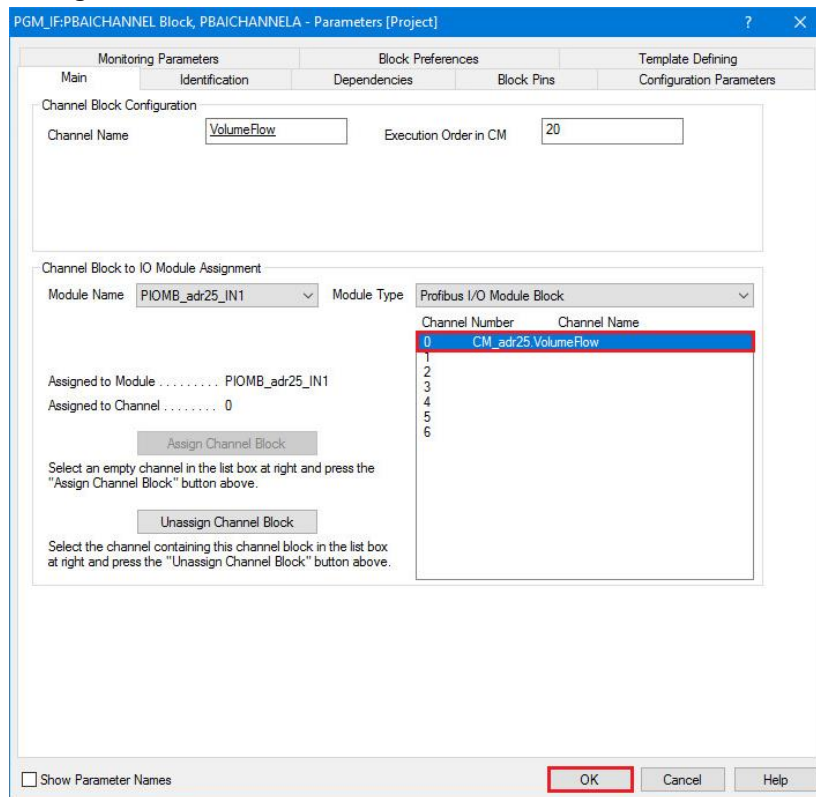 PGM_IF:PBAICHANNEL Block, PBAICHANNELA - Parameters [Project] ? X
Monitoring Parameters Block Preferences Template Defining
Main Identification Dependencies Block Pins Configuration Parameters
Channel Block Configuration
Channel Name VolumeFlow Execution Order in CM 20
Channel Block to IO Module Assignment
Module Name PIOMB_adr25_IN1 Module Type Profibus I/O Module Block
Channel Number Channel Name
0 CM_adr25.VolumeFlow
1
2
Assigned to Module . . . . . . . . . PIOMB_adr25_IN1
3
4
Assigned to Channel . . . . . . . . 0
5
6
Assign Channel Block
Select an empty channel in the list box at right and press the
"Assign Channel Block" button above.
Unassign Channel Block
Select the channel containing this channel block in the list box
at right and press the "Unassign Channel Block" button above.
Show Parameter Names OK Cancel Help